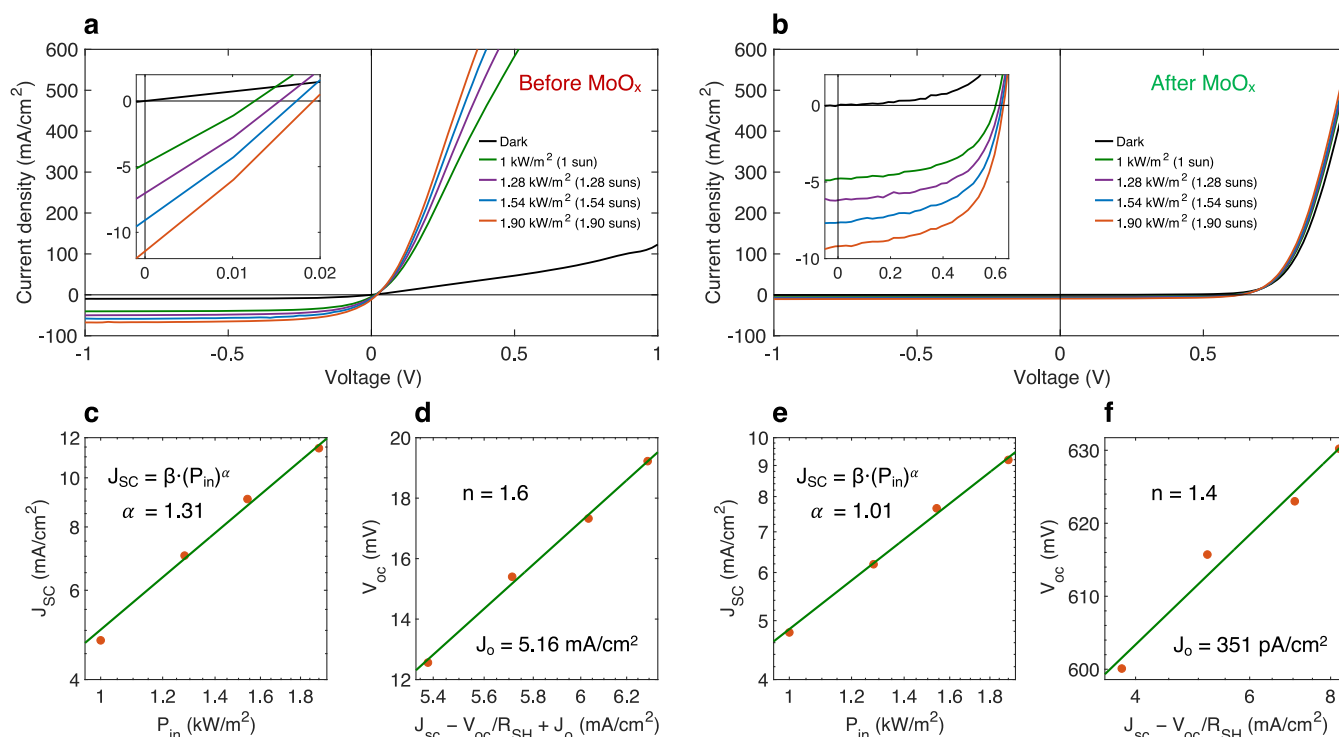 a
Before MoOₓ
Current density (mA/cm²)
600
500
400
300
200
100
0
-100
-1
-0.5
0
0.5
1
Voltage (V)
0
-5
-10
0
0.01
0.02
Dark
1 kW/m² (1 sun)
1.28 kW/m² (1.28 suns)
1.54 kW/m² (1.54 suns)
1.90 kW/m² (1.90 suns)
b
After MoOₓ
Current density (mA/cm²)
600
500
400
300
200
100
0
-100
-1
-0.5
0
0.5
Voltage (V)
0
-5
-10
0
0.2
0.4
0.6
Dark
1 kW/m² (1 sun)
1.28 kW/m² (1.28 suns)
1.54 kW/m² (1.54 suns)
1.90 kW/m² (1.90 suns)
c
J_SC = β·(P_in)^α
α = 1.31
J_SC (mA/cm²)
12
10
8
6
4
1
1.2
1.4
1.6
1.8
P_in (kW/m²)
d
n = 1.6
J_o = 5.16 mA/cm²
V_oc (mV)
20
18
16
14
12
5.4
5.6
5.8
6
6.2
J_sc – V_oc/R_SH + J_o (mA/cm²)
e
J_SC = β·(P_in)^α
α = 1.01
J_SC (mA/cm²)
10
9
8
7
6
5
4
1
1.2
1.4
1.6
1.8
P_in (kW/m²)
f
n = 1.4
J_o = 351 pA/cm²
V_oc (mV)
630
620
610
600
4
6
8
J_sc – V_oc/R_SH (mA/cm²)